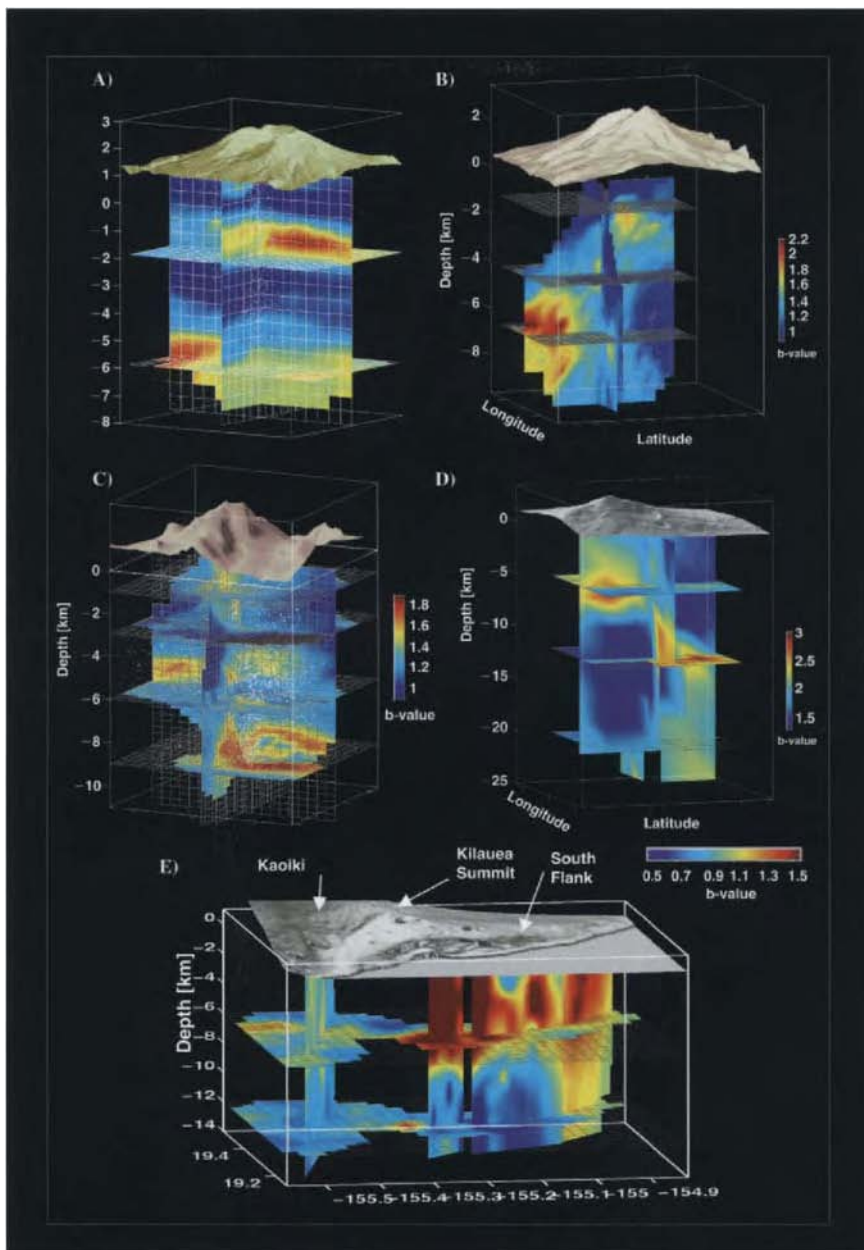 A)
3
2
1
0
−1
−2
−3
−4
−5
−6
−7
8
B)
2
0
−2
−4
−6
−8
Depth [km]
Longitude
Latitude
2.2
2
1.8
1.6
1.4
1.2
1
b-value
C)
0
−2
−4
−6
−8
−10
Depth [km]
1.8
1.6
1.4
1.2
1
b-value
D)
0
−5
−10
−15
−20
25
Depth [km]
Longitude
Latitude
3
2.5
2
1.5
b-value
0.5 0.7 0.9 1.1 1.3 1.5
b-value
E)
Kaoiki
Kilauea
Summit
South
Flank
0
−2
−4
−6
−8
−10
−12
−14
Depth [km]
19.4
19.2
−155.5 −155.4 −155.3 −155.2 −155.1 −155 −154.9